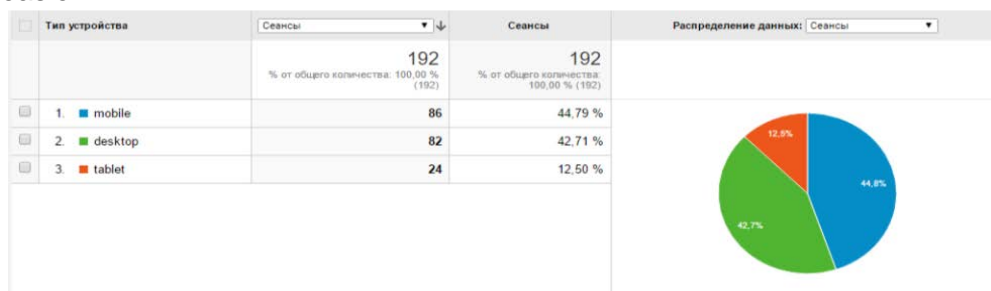 Тип устройства
Сеансы
Сеансы
Распределение данных: Сеансы
192
% от общего количества: 100,00 %
(192)
192
% от общего количества:
100,00 % (192)
1. mobile 86 44,79 %
2. desktop 82 42,71 %
3. tablet 24 12,50 %
12,5%
44,8%
42,7%